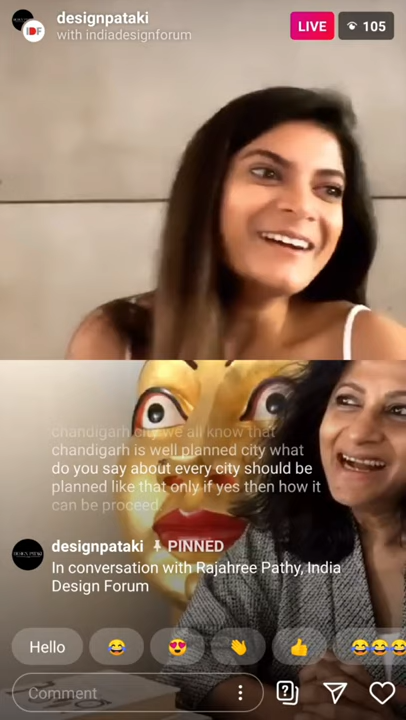 designpataki
with indiadesignforum
LIVE
105
IDF
chandigarh city we all know that
chandigarh is well planned city what
do you say about every city should be
planned like that only if yes then how it
can be proceed.
designpataki PINNED
In conversation with Rajahree Pathy, India
Design Forum
Hello
Comment